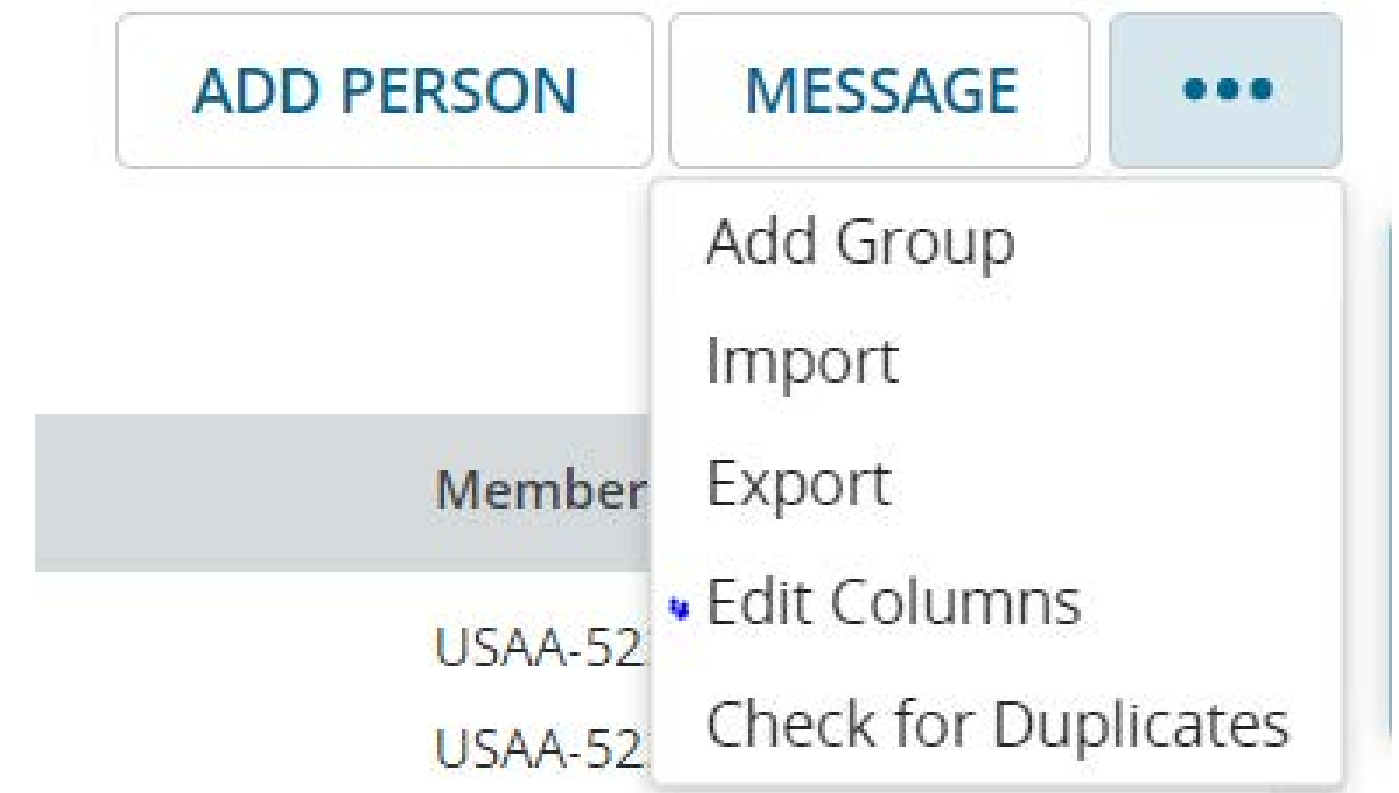 ADD PERSON MESSAGE •••
Add Group
Import
Export
Member
Edit Columns
USAA-52
Check for Duplicates
USAA-52